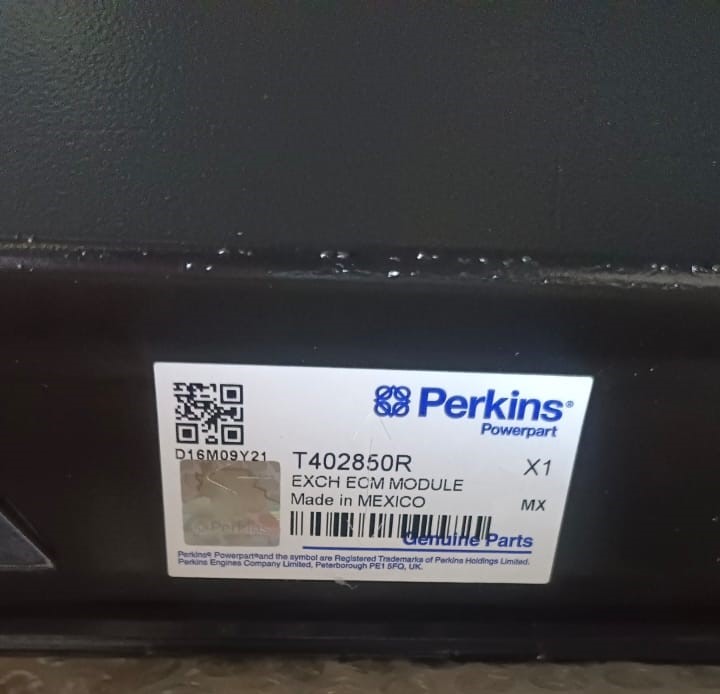 Perkins®
Powerpart
D16M09Y21
T402850R
X1
EXCH ECM MODULE
Made in MEXICO
MX
Perkins
Genuine Parts
Perkins® Powerpart®and the symbol are Registered Trademarks of Perkins Holdings Limited.
Perkins Engines Company Limited, Peterborough PE1 5FQ, UK.